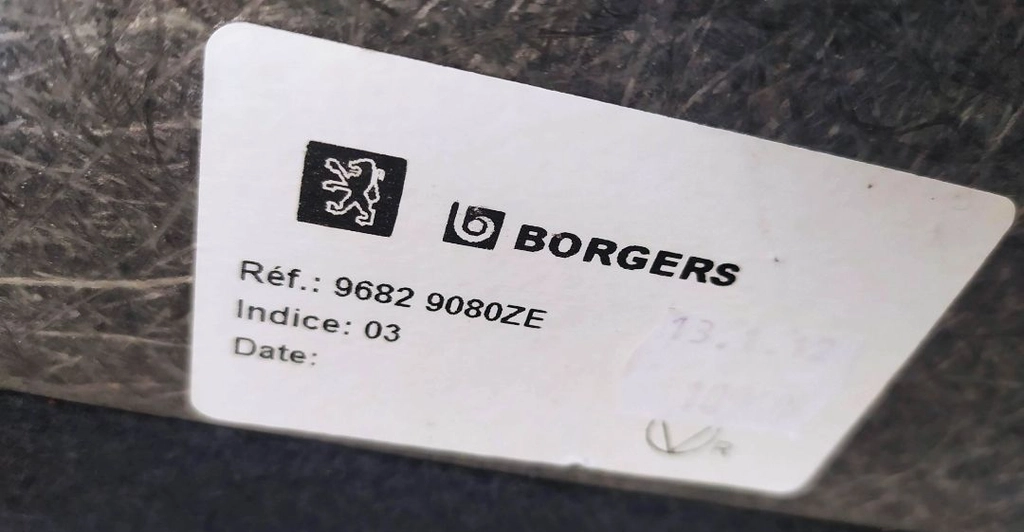 BORGERS
Réf.: 9682 9080ZE
Indice: 03
Date: